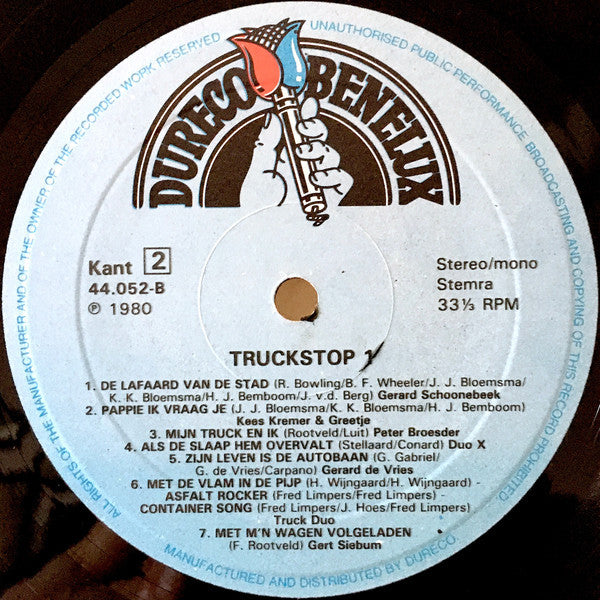 DURECO BENELUX
UNAUTHORISED PUBLIC PERFORMANCE BROADCASTING AND COPYING OF THIS RECORD PROHIBITED
ALL RIGHTS OF THE MANUFACTURER AND OF THE OWNER OF THE RECORDED WORK RESERVED
Kant 2
44.052-B
℗ 1980
Stereo/mono
Stemra
33⅓ RPM
TRUCKSTOP 1
1. DE LAFAARD VAN DE STAD (R. Bowling/B. F. Wheeler/J. J. Bloemsma/
K. K. Bloemsma/H. J. Bemboom/J. v.d. Berg) Gerard Schoonebeek
2. PAPPIE IK VRAAG JE (J. J. Bloemsma/K. K. Bloemsma/H. J. Bemboom)
Kees Kremer & Greetje
3. MIJN TRUCK EN IK (Rootveld/Luit) Peter Broesder
4. ALS DE SLAAP HEM OVERVALT (Stellaard/Conard) Duo X
5. ZIJN LEVEN IS DE AUTOBAAN (G. Gabriel/
G. de Vries/Carpano) Gerard de Vries
6. MET DE VLAM IN DE PIJP (H. Wijngaard/H. Wijngaard) -
ASFALT ROCKER (Fred Limpers/Fred Limpers) -
CONTAINER SONG (Fred Limpers/J. Hoes/Fred Limpers)
Truck Duo
7. MET M'N WAGEN VOLGELADEN
(F. Rootveld) Gert Siebum
MANUFACTURED AND DISTRIBUTED BY DURECO.